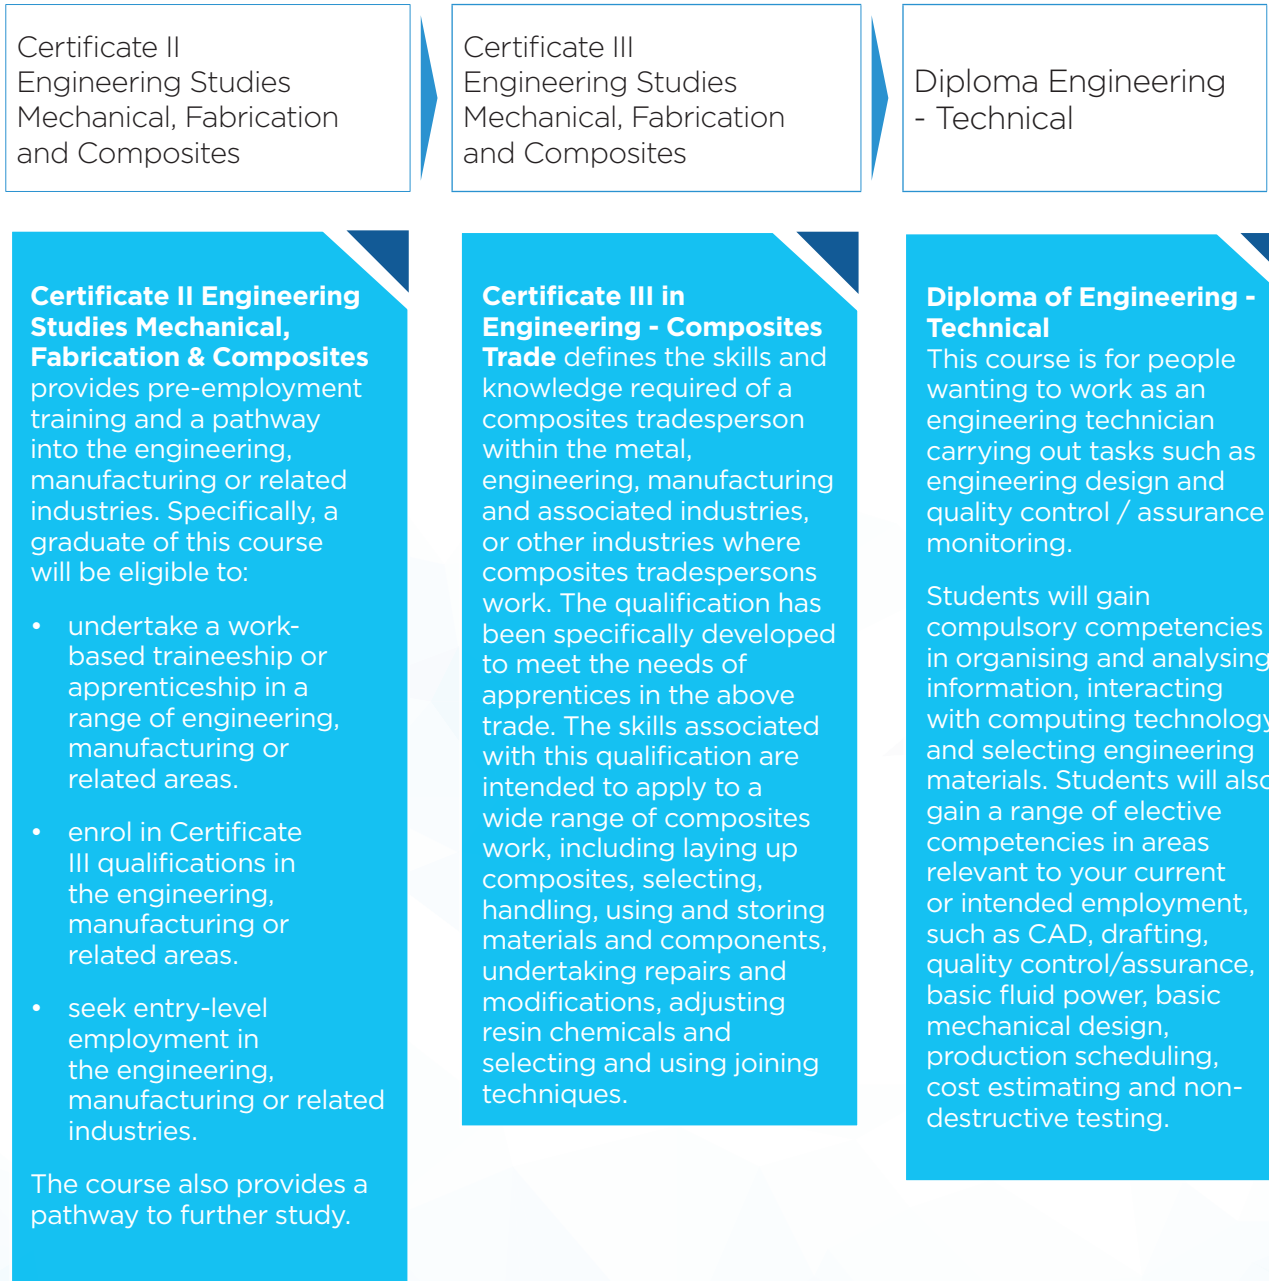 Certificate II
Engineering Studies
Mechanical, Fabrication
and Composites
Certificate III
Engineering Studies
Mechanical, Fabrication
and Composites
Diploma Engineering
- Technical
Certificate II Engineering
Studies Mechanical,
Fabrication & Composites
provides pre-employment
training and a pathway
into the engineering,
manufacturing or related
industries. Specifically, a
graduate of this course
will be eligible to:
• undertake a work-
based traineeship or
apprenticeship in a
range of engineering,
manufacturing or
related areas.
• enrol in Certificate
III qualifications in
the engineering,
manufacturing or
related areas.
• seek entry-level
employment in
the engineering,
manufacturing or related
industries.
The course also provides a
pathway to further study.
Certificate III in
Engineering - Composites
Trade defines the skills and
knowledge required of a
composites tradesperson
within the metal,
engineering, manufacturing
and associated industries,
or other industries where
composites tradespersons
work. The qualification has
been specifically developed
to meet the needs of
apprentices in the above
trade. The skills associated
with this qualification are
intended to apply to a
wide range of composites
work, including laying up
composites, selecting,
handling, using and storing
materials and components,
undertaking repairs and
modifications, adjusting
resin chemicals and
selecting and using joining
techniques.
Diploma of Engineering -
Technical
This course is for people
wanting to work as an
engineering technician
carrying out tasks such as
engineering design and
quality control / assurance
monitoring.
Students will gain
compulsory competencies
in organising and analysing
information, interacting
with computing technology
and selecting engineering
materials. Students will also
gain a range of elective
competencies in areas
relevant to your current
or intended employment,
such as CAD, drafting,
quality control/assurance,
basic fluid power, basic
mechanical design,
production scheduling,
cost estimating and non-
destructive testing.